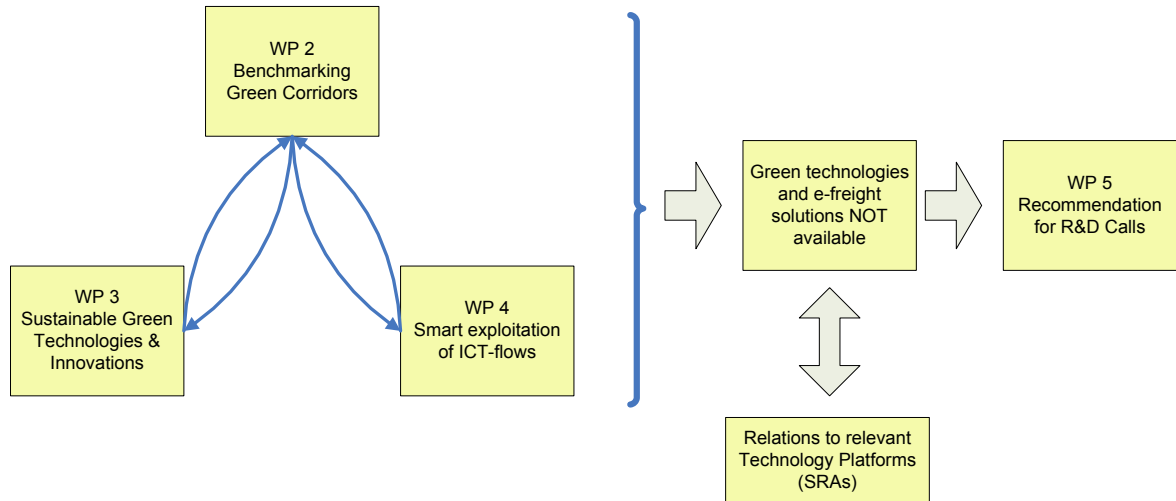 WP 2
Benchmarking
Green Corridors
WP 3
Sustainable Green
Technologies &
Innovations
WP 4
Smart exploitation
of ICT-flows
Green technologies
and e-freight
solutions NOT
available
WP 5
Recommendation
for R&D Calls
Relations to relevant
Technology Platforms
(SRAs)